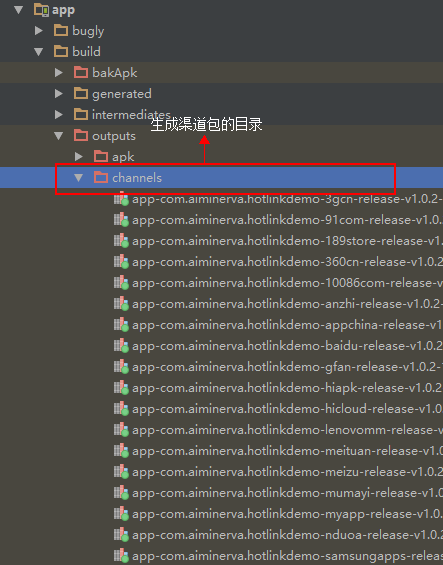 app
bugly
build
bakApk
generated
intermediates
生成渠道包的目录
outputs
apk
channels
app-com.aiminerva.hotlinkdemo-3gcn-release-v1.0.2-
app-com.aiminerva.hotlinkdemo-91com-release-v1.0.
app-com.aiminerva.hotlinkdemo-189store-release-v1.
app-com.aiminerva.hotlinkdemo-360cn-release-v1.0.
app-com.aiminerva.hotlinkdemo-10086com-release-v
app-com.aiminerva.hotlinkdemo-anzhi-release-v1.0.2-
app-com.aiminerva.hotlinkdemo-appchina-release-v1
app-com.aiminerva.hotlinkdemo-baidu-release-v1.0.2
app-com.aiminerva.hotlinkdemo-gfan-release-v1.0.2-1
app-com.aiminerva.hotlinkdemo-hiapk-release-v1.0.2
app-com.aiminerva.hotlinkdemo-hicloud-release-v1.0
app-com.aiminerva.hotlinkdemo-lenovomm-release-v
app-com.aiminerva.hotlinkdemo-meituan-release-v1.
app-com.aiminerva.hotlinkdemo-meizu-release-v1.0.2
app-com.aiminerva.hotlinkdemo-mumayi-release-v1.
app-com.aiminerva.hotlinkdemo-myapp-release-v1.0
app-com.aiminerva.hotlinkdemo-nduoa-release-v1.0.2
app-com.aiminerva.hotlinkdemo-samsungapps-releas